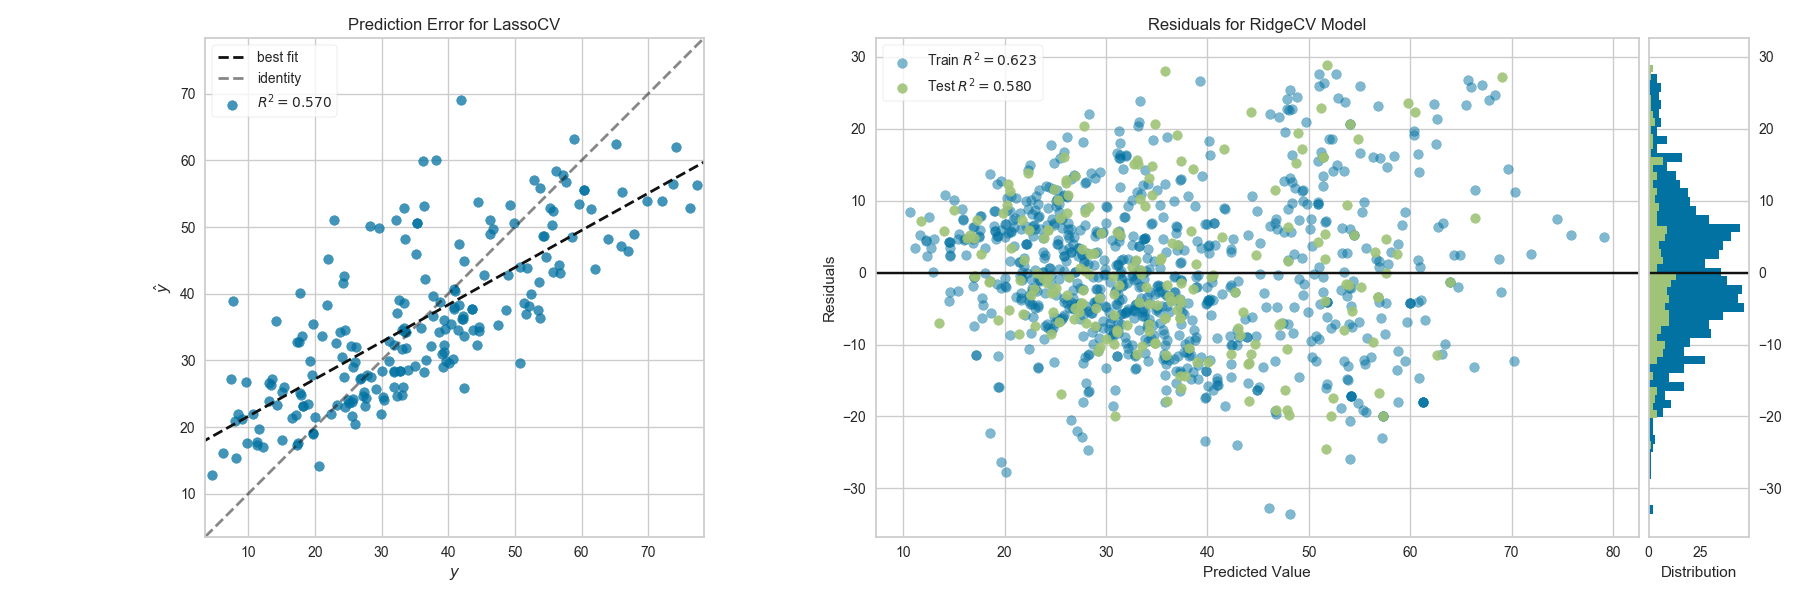 Prediction Error for LassoCV
best fit
identity
R² = 0.570
70
60
50
40
30
20
10
ŷ
10 20 30 40 50 60 70
y
Residuals for RidgeCV Model
Train R² = 0.623
Test R² = 0.580
30
20
10
0
−10
−20
−30
Residuals
10 20 30 40 50 60 70 80
Predicted Value
30
20
10
0
−10
−20
−30
0 25
Distribution